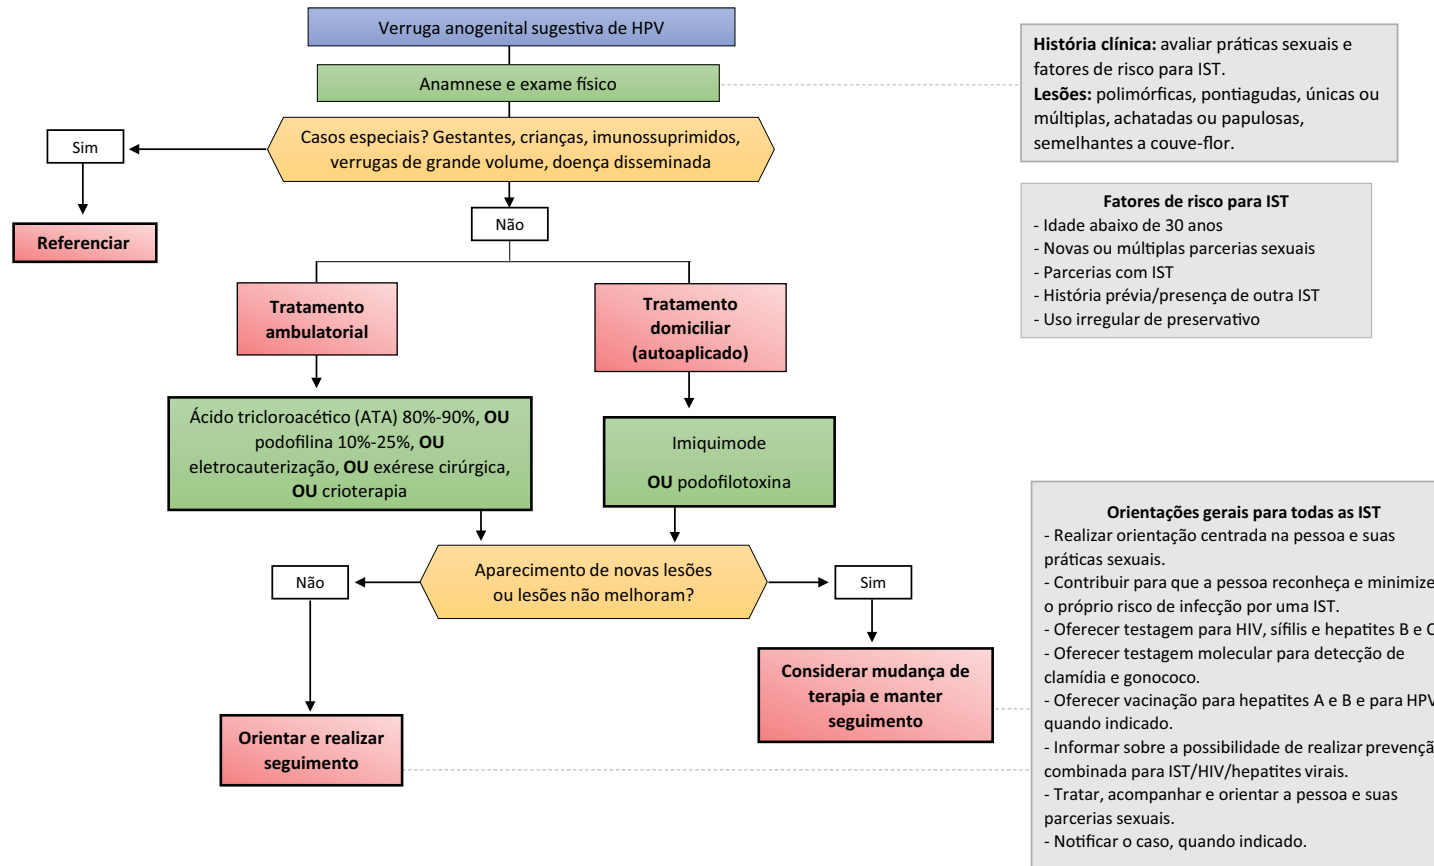 Verruga anogenital sugestiva de HPV
Anamnese e exame físico
Casos especiais? Gestantes, crianças, imunossuprimidos,
verrugas de grande volume, doença disseminada
Sim
Referenciar
Não
Tratamento
ambulatorial
Tratamento
domiciliar
(autoaplicado)
Ácido tricloroacético (ATA) 80%-90%, OU
podofilina 10%-25%, OU
eletrocauterização, OU exérese cirúrgica,
OU crioterapia
Imiquimode
OU podofilotoxina
Aparecimento de novas lesões
ou lesões não melhoram?
Não
Sim
Orientar e realizar
seguimento
Considerar mudança de
terapia e manter
seguimento
História clínica: avaliar práticas sexuais e
fatores de risco para IST.
Lesões: polimórficas, pontiagudas, únicas ou
múltiplas, achatadas ou papulosas,
semelhantes a couve-flor.
Fatores de risco para IST
- Idade abaixo de 30 anos
- Novas ou múltiplas parcerias sexuais
- Parcerias com IST
- História prévia/presença de outra IST
- Uso irregular de preservativo
Orientações gerais para todas as IST
- Realizar orientação centrada na pessoa e suas
práticas sexuais.
- Contribuir para que a pessoa reconheça e minimize
o próprio risco de infecção por uma IST.
- Oferecer testagem para HIV, sífilis e hepatites B e C
- Oferecer testagem molecular para detecção de
clamídia e gonococo.
- Oferecer vacinação para hepatites A e B e para HPV
quando indicado.
- Informar sobre a possibilidade de realizar prevençã
combinada para IST/HIV/hepatites virais.
- Tratar, acompanhar e orientar a pessoa e suas
parcerias sexuais.
- Notificar o caso, quando indicado.